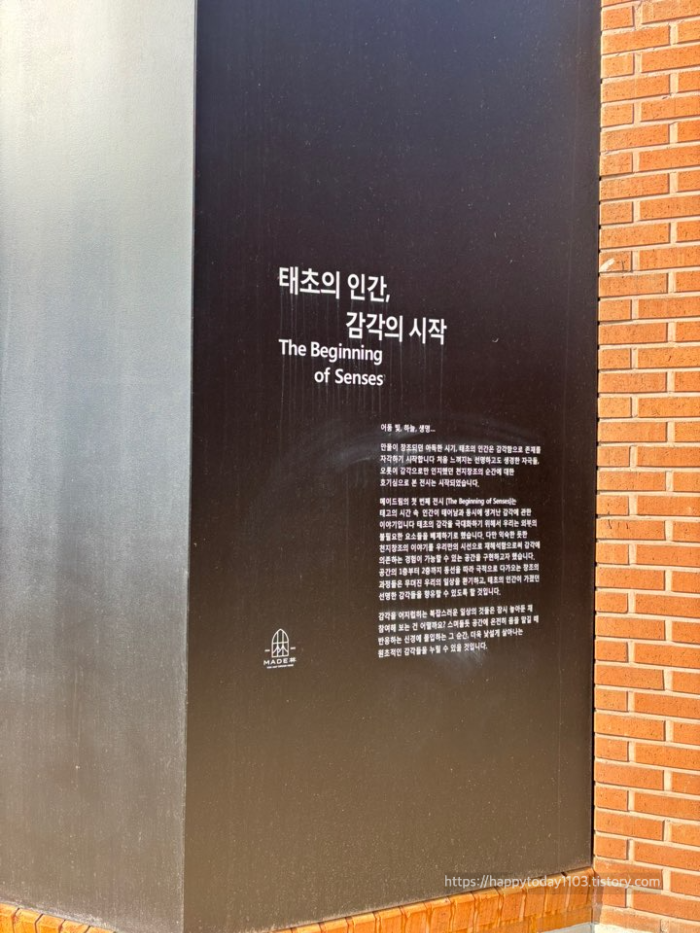 태초의 인간,
감각의 시작
The Beginning
of Senses
어둠 빛, 하늘, 생명...
만물이 창조되던 아득한 시기, 태초의 인간은 감각함으로 존재를
자각하기 시작합니다 처음 느껴지는 선명하고도 생경한 자극들,
오롯이 감각으로만 인지했던 천지창조의 순간에 대한
호기심으로 본 전시는 시작되었습니다.
메이드림의 첫 번째 전시 (The Beginning of Senses)는
태고의 시간 속 인간이 태어남과 동시에 생겨난 감각에 관한
이야기입니다 태초의 감각을 극대화하기 위해서 우리는 외부의
불필요한 요소들을 배제하기로 했습니다. 다만 익숙한 듯한
천지창조의 이야기를 우리만의 시선으로 재해석함으로써 감각에
의존하는 경험이 가능할 수 있는 공간을 구현하고자 했습니다.
공간의 1층부터 2층까지 동선을 따라 극적으로 다가오는 창조의
과정들은 무뎌진 우리의 일상을 환기하고, 태초의 인간이 가졌던
선명한 감각들을 향유할 수 있도록 할 것입니다.
감각을 어지럽히는 복잡스러운 일상의 것들은 잠시 놓아둔 채
잠여해 보는 건 어떨까요? 스며들듯 공간에 온전히 몸을 맡길 때
반응하는 신경에 몰입하는 그 순간, 더욱 낯설게 살아나는
원초적인 감각들을 누릴 수 있을 것입니다.
MADE林
https://happytoday1103.tistory.com